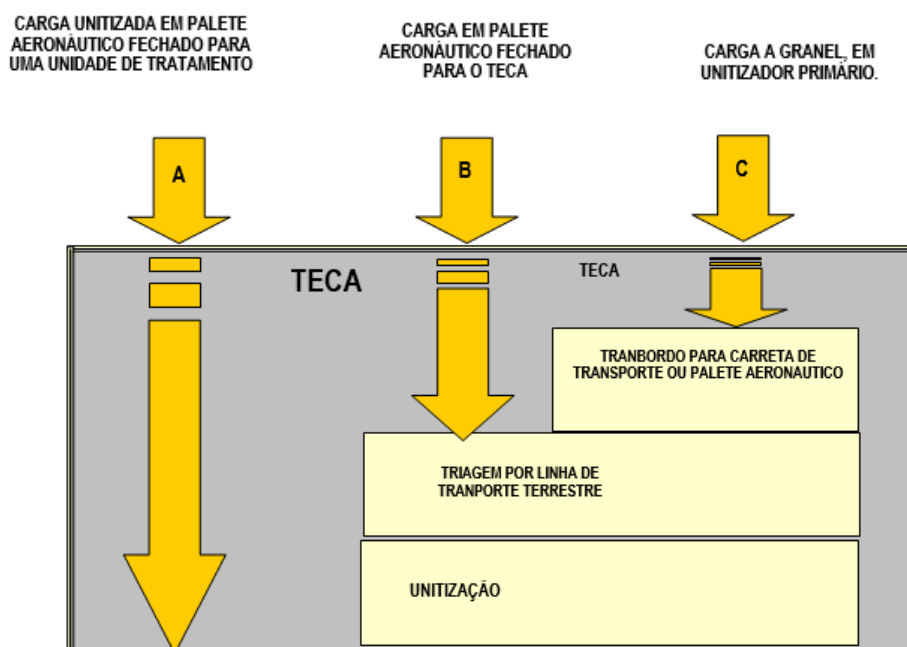 CARGA UNITIZADA EM PALETE
AERONÁUTICO FECHADO PARA
UMA UNIDADE DE TRATAMENTO
CARGA EM PALETE
AERONÁUTICO FECHADO
PARA O TECA
CARGA A GRANEL, EM
UNITIZADOR PRIMÁRIO.
A
B
C
TECA
TECA
TRANBORDO PARA CARRETA DE
TRANSPORTE OU PALETE AERONAUTICO
TRIAGEM POR LINHA DE
TRANPORTE TERRESTRE
UNITIZAÇÃO